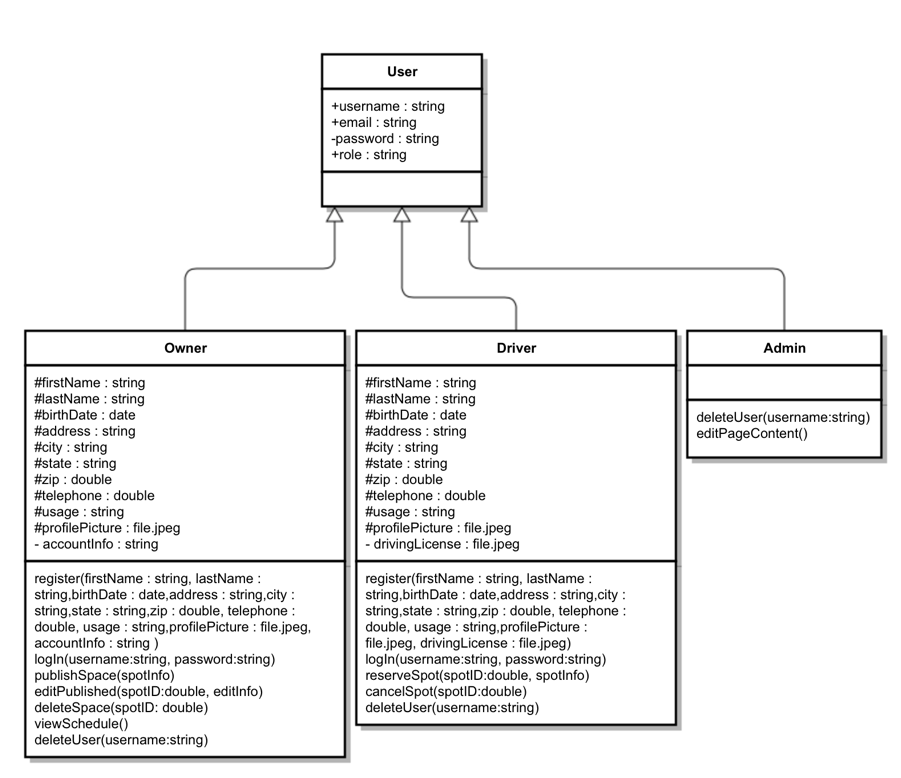 User
+username : string
+email : string
-password : string
+role : string
Owner
#firstName : string
#lastName : string
#birthDate : date
#address : string
#city : string
#state : string
#zip : double
#telephone : double
#usage : string
#profilePicture : file.jpeg
- accountInfo : string
register(firstName : string, lastName :
string,birthDate : date,address : string,city :
string,state : string,zip : double, telephone :
double, usage : string,profilePicture : file.jpeg,
accountInfo : string )
logIn(username:string, password:string)
publishSpace(spotInfo)
editPublished(spotID:double, editInfo)
deleteSpace(spotID: double)
viewSchedule()
deleteUser(username:string)
Driver
#firstName : string
#lastName : string
#birthDate : date
#address : string
#city : string
#state : string
#zip : double
#telephone : double
#usage : string
#profilePicture : file.jpeg
- drivingLicense : file.jpeg
register(firstName : string, lastName :
string,birthDate : date,address : string,city :
string,state : string,zip : double, telephone :
double, usage : string,profilePicture :
file.jpeg, drivingLicense : file.jpeg)
logIn(username:string, password:string)
reserveSpot(spotID:double, spotInfo)
cancelSpot(spotID:double)
deleteUser(username:string)
Admin
deleteUser(username:string)
editPageContent()